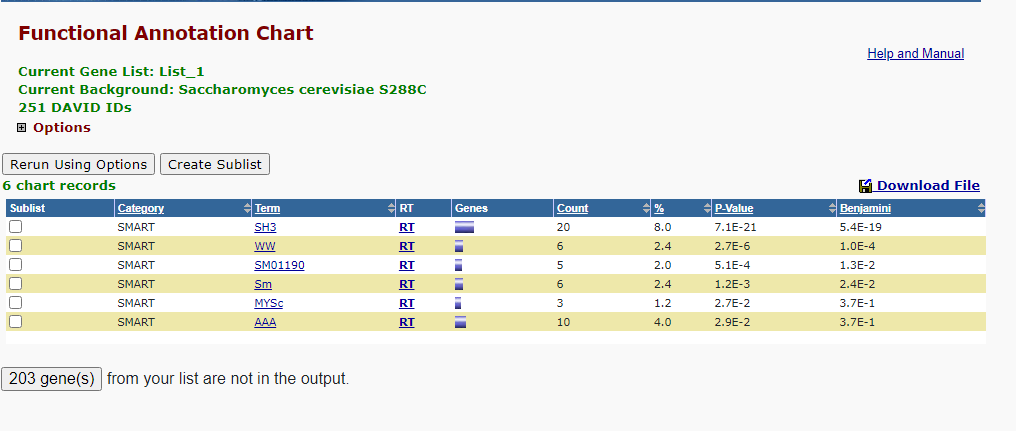 Functional Annotation Chart
Help and Manual
Current Gene List: List_1
Current Background: Saccharomyces cerevisiae S288C
251 DAVID IDs
Options
Rerun Using Options Create Sublist
6 chart records Download File
Sublist Category Term RT Genes Count % P-Value Benjamini
SMART SH3 RT 20 8.0 7.1E-21 5.4E-19
SMART WW RT 6 2.4 2.7E-6 1.0E-4
SMART SM01190 RT 5 2.0 5.1E-4 1.3E-2
SMART Sm RT 6 2.4 1.2E-3 2.4E-2
SMART MYSc RT 3 1.2 2.7E-2 3.7E-1
SMART AAA RT 10 4.0 2.9E-2 3.7E-1
203 gene(s) from your list are not in the output.